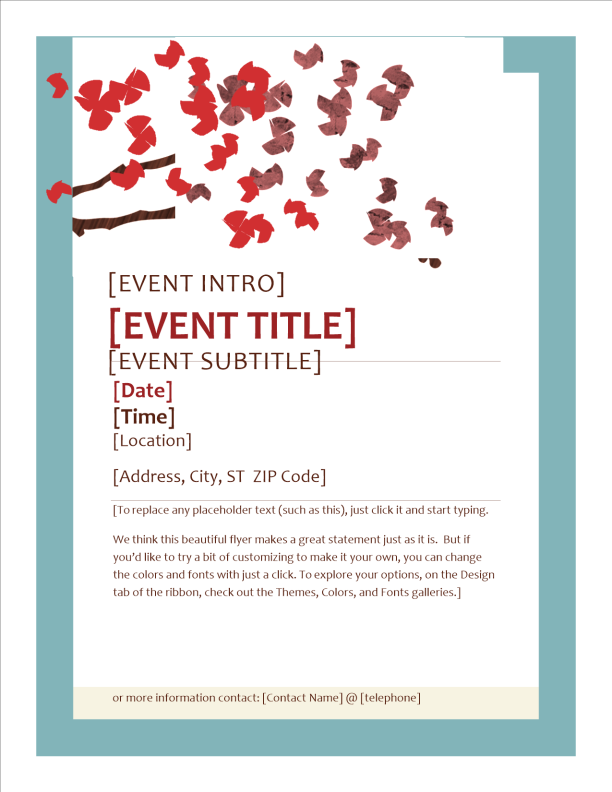 [EVENT INTRO]
[EVENT TITLE]
[EVENT SUBTITLE]
[Date]
[Time]
[Location]
[Address, City, ST  ZIP Code]
[To replace any placeholder text (such as this), just click it and start typing.
We think this beautiful flyer makes a great statement just as it is.  But if
you’d like to try a bit of customizing to make it your own, you can change
the colors and fonts with just a click. To explore your options, on the Design
tab of the ribbon, check out the Themes, Colors, and Fonts galleries.]
or more information contact: [Contact Name] @ [telephone]